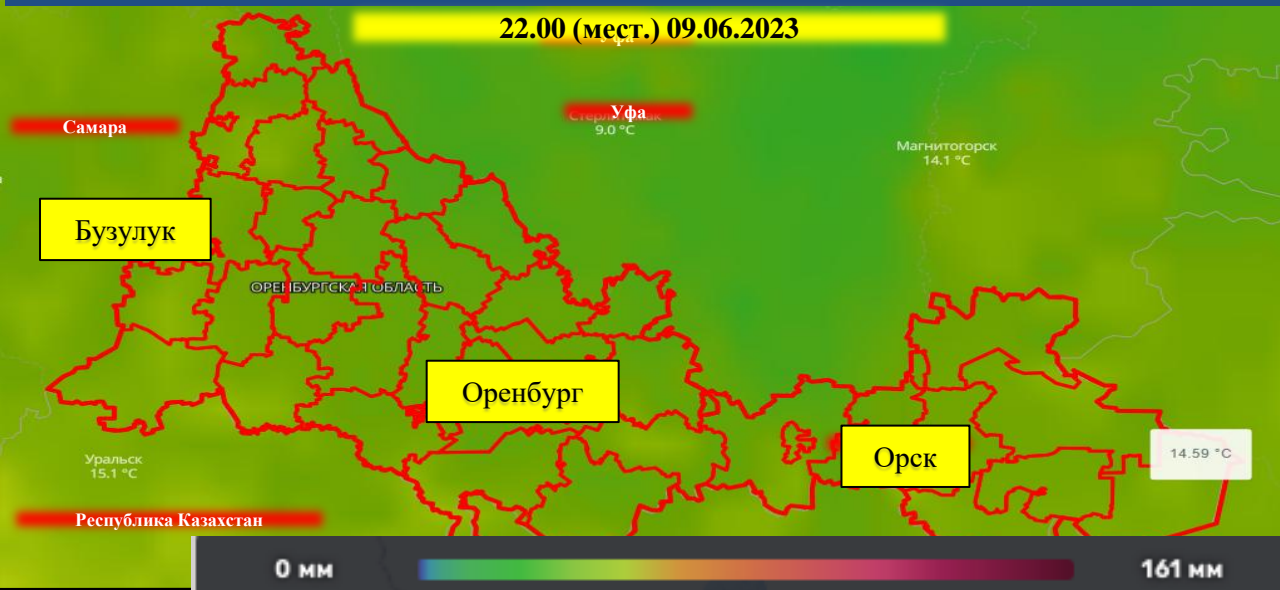 22.00 (мест.) 09.06.2023
Уфа
Самара
Уфа
9.0 °C
Магнитогорск
14.1 °C
Бузулук
ОРЕНБУРГСКАЯ ОБЛАСТЬ
Оренбург
Орск
14.59 °C
Уральск
15.1 °C
Республика Казахстан
0 мм
161 мм